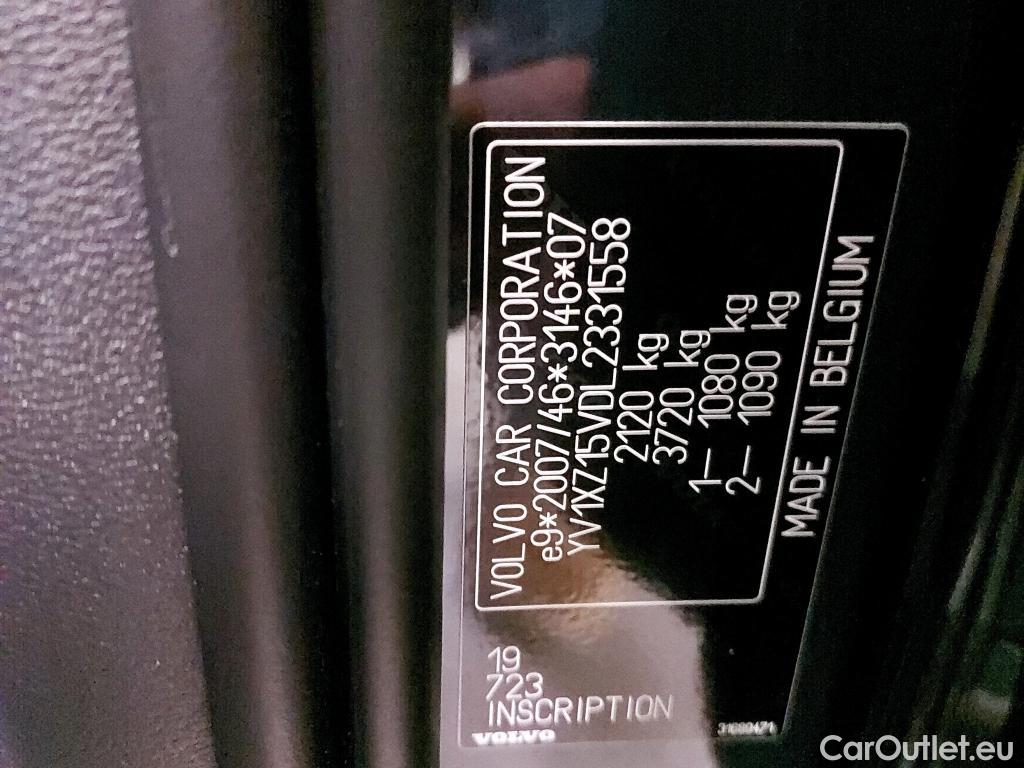 VOLVO CAR CORPORATION
e9*2007/46*3146*07
YV1XZ15VDL2331558
2120 kg
3720 kg
1– 1080 kg
2– 1090 kg
MADE IN BELGIUM
19
723
INSCRIPTION
VOLVO
CarOutlet.eu